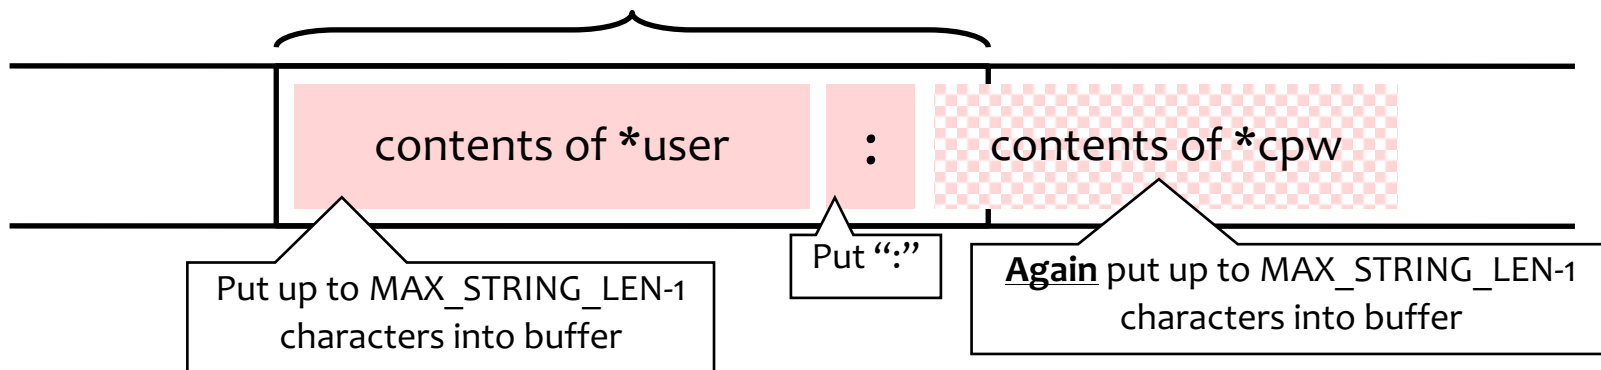 contents of *user
:
contents of *cpw
Put up to MAX_STRING_LEN-1
characters into buffer
Put “:”
Again put up to MAX_STRING_LEN-1
characters into buffer